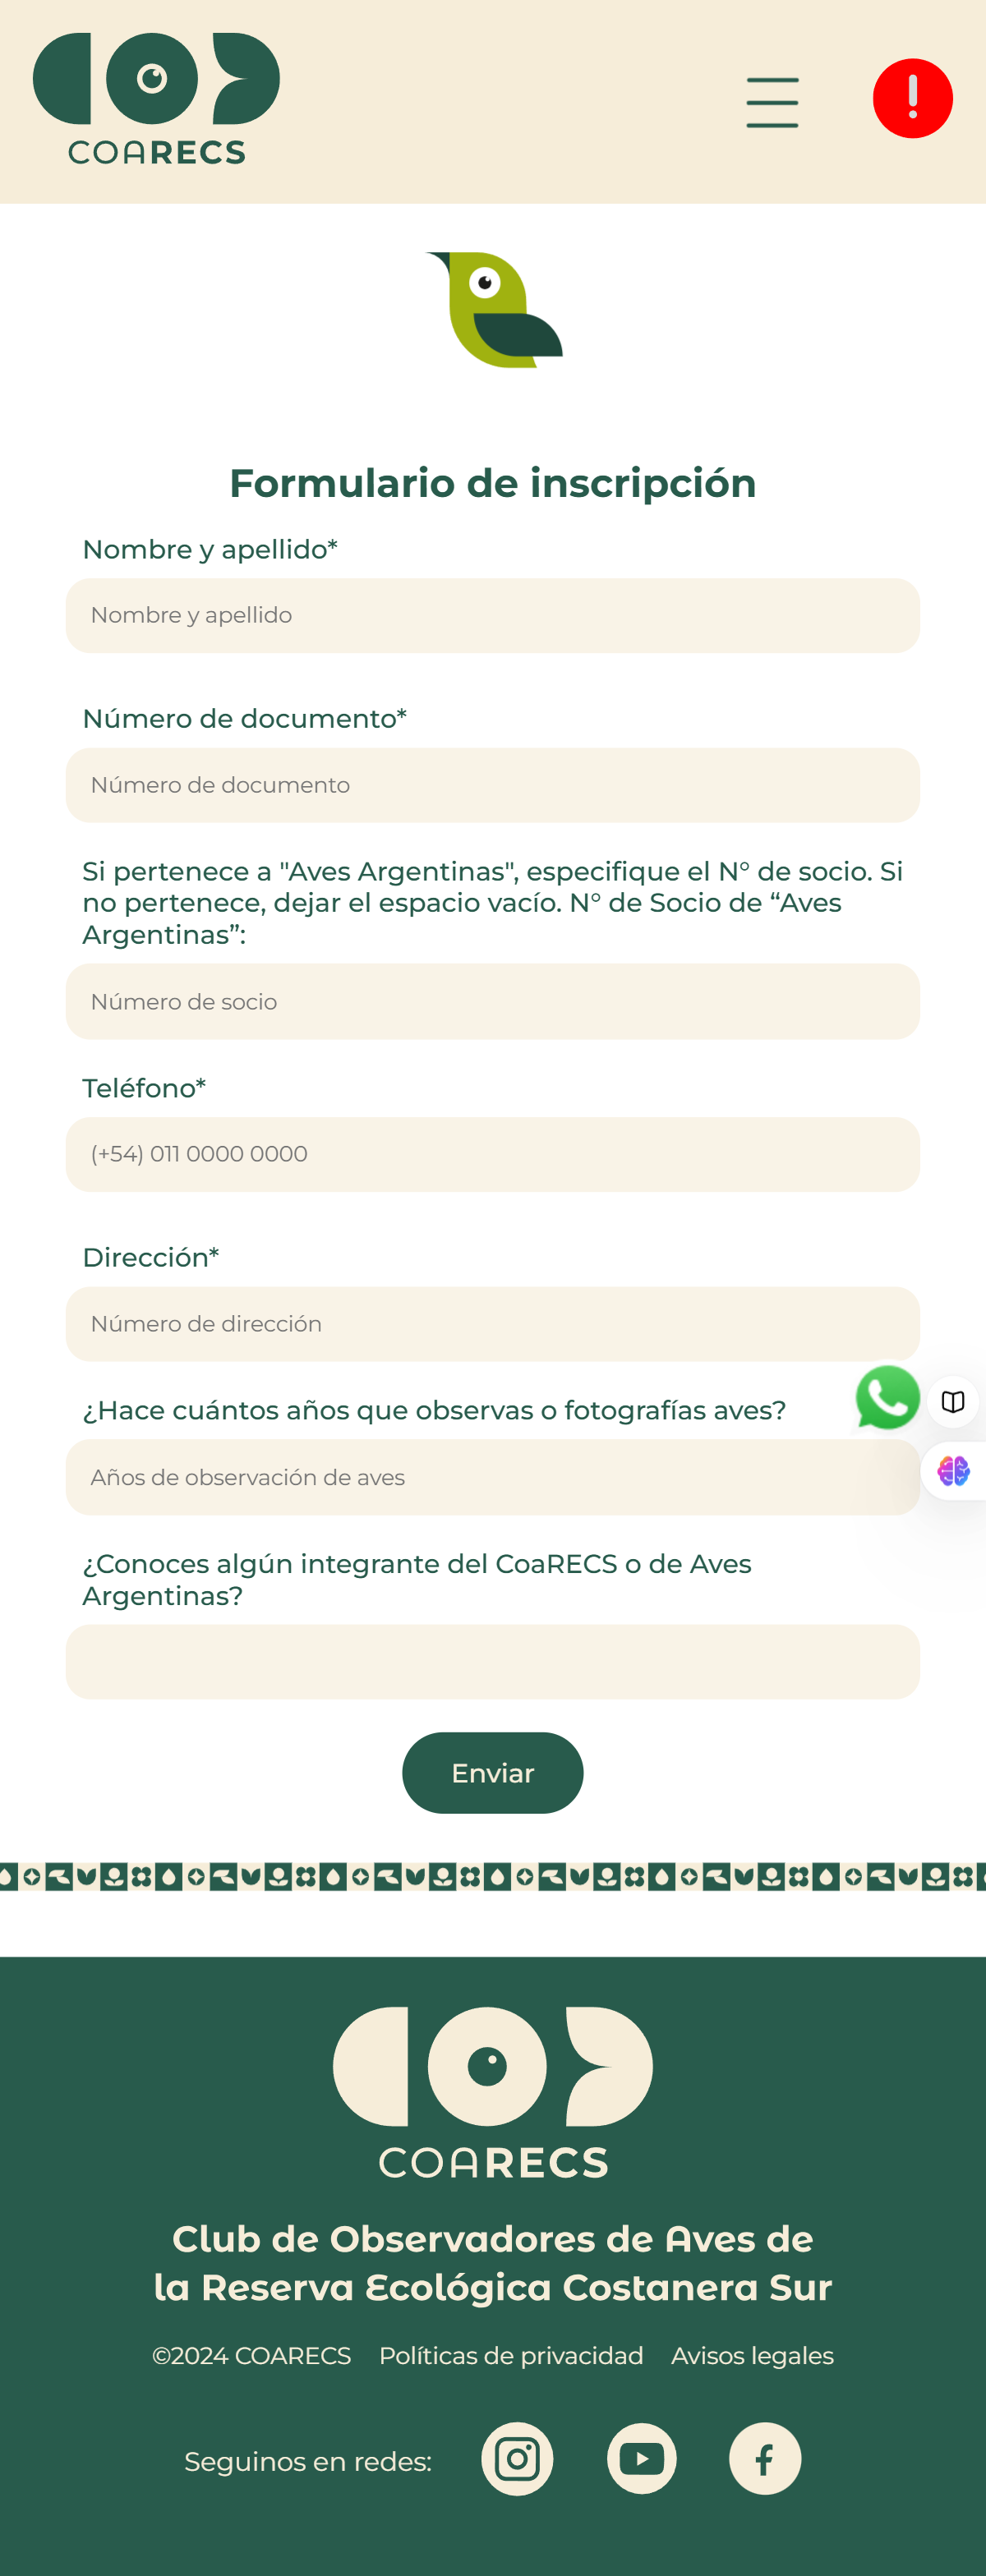 COARECS
Formulario de inscripción
Nombre y apellido*
Nombre y apellido
Número de documento*
Número de documento
Si pertenece a "Aves Argentinas", especifique el N° de socio. Si
no pertenece, dejar el espacio vacío. N° de Socio de “Aves
Argentinas”:
Número de socio
Teléfono*
(+54) 011 0000 0000
Dirección*
Número de dirección
¿Hace cuántos años que observas o fotografías aves?
Años de observación de aves
¿Conoces algún integrante del CoaRECS o de Aves
Argentinas?
Enviar
COARECS
Club de Observadores de Aves de
la Reserva Ecológica Costanera Sur
©2024 COARECS Políticas de privacidad Avisos legales
Seguinos en redes: